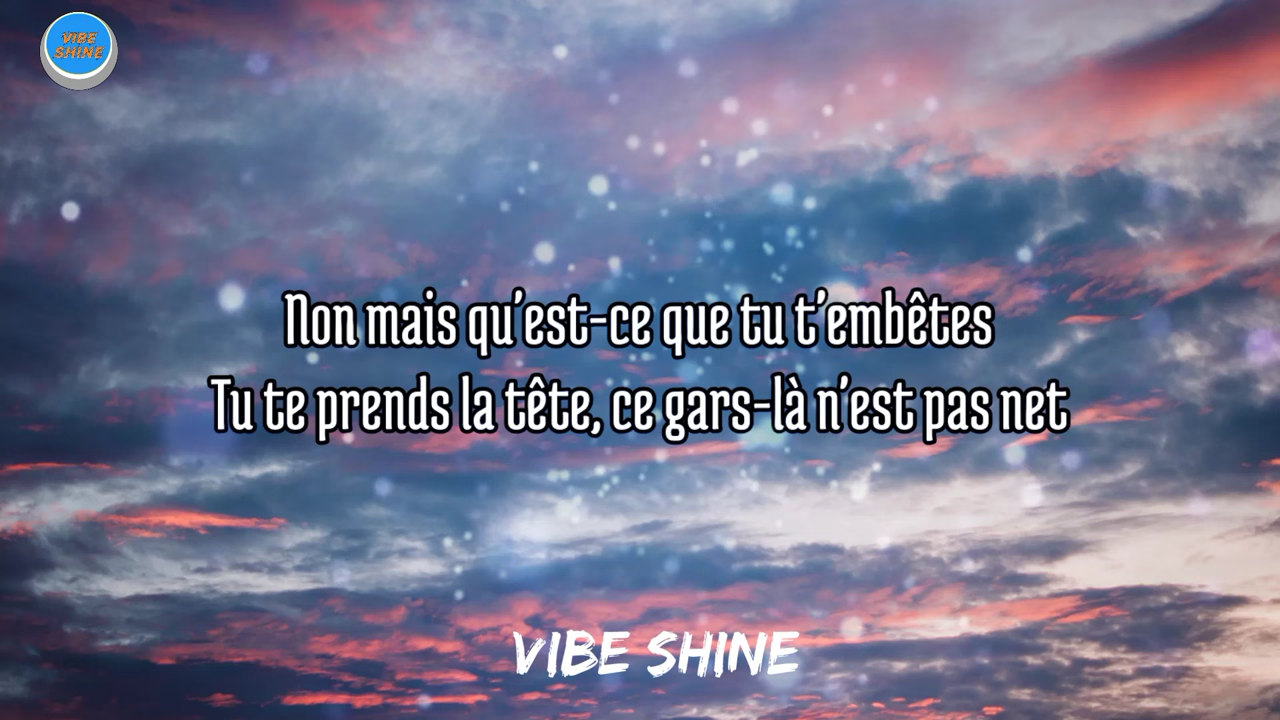 VIBE
SHINE
Non mais qu'est-ce que tu t'embêtes
Tu te prends la tête, ce gars-là n'est pas net
VIBE SHINE